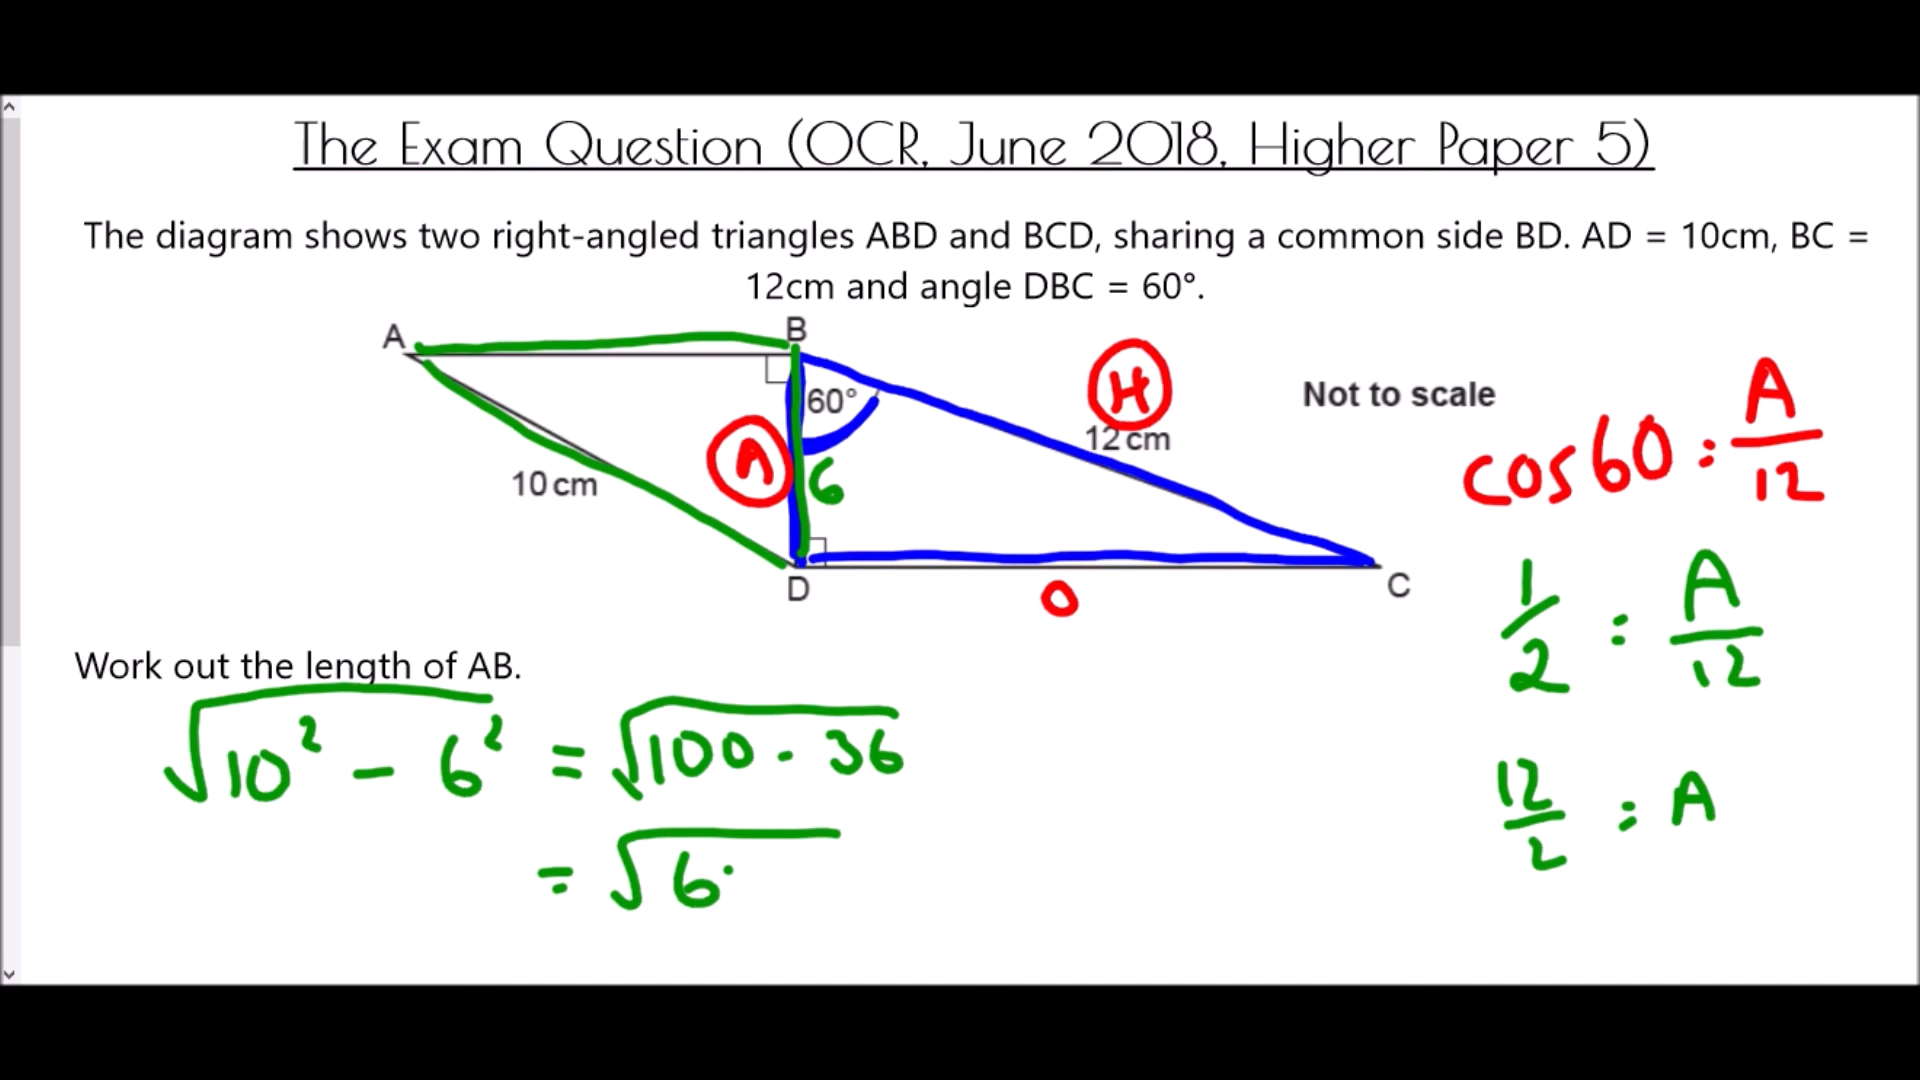 The Exam Question (OCR, June 2018, Higher Paper 5)
The diagram shows two right-angled triangles ABD and BCD, sharing a common side BD. AD = 10cm, BC =
12cm and angle DBC = 60°.
A
B
H
60°
Not to scale
12 cm
A
10 cm
6
D
C
O
cos60 = A/12
1/2 = A/12
12/2 = A
Work out the length of AB.
√10² - 6² = √100 - 36
= √6